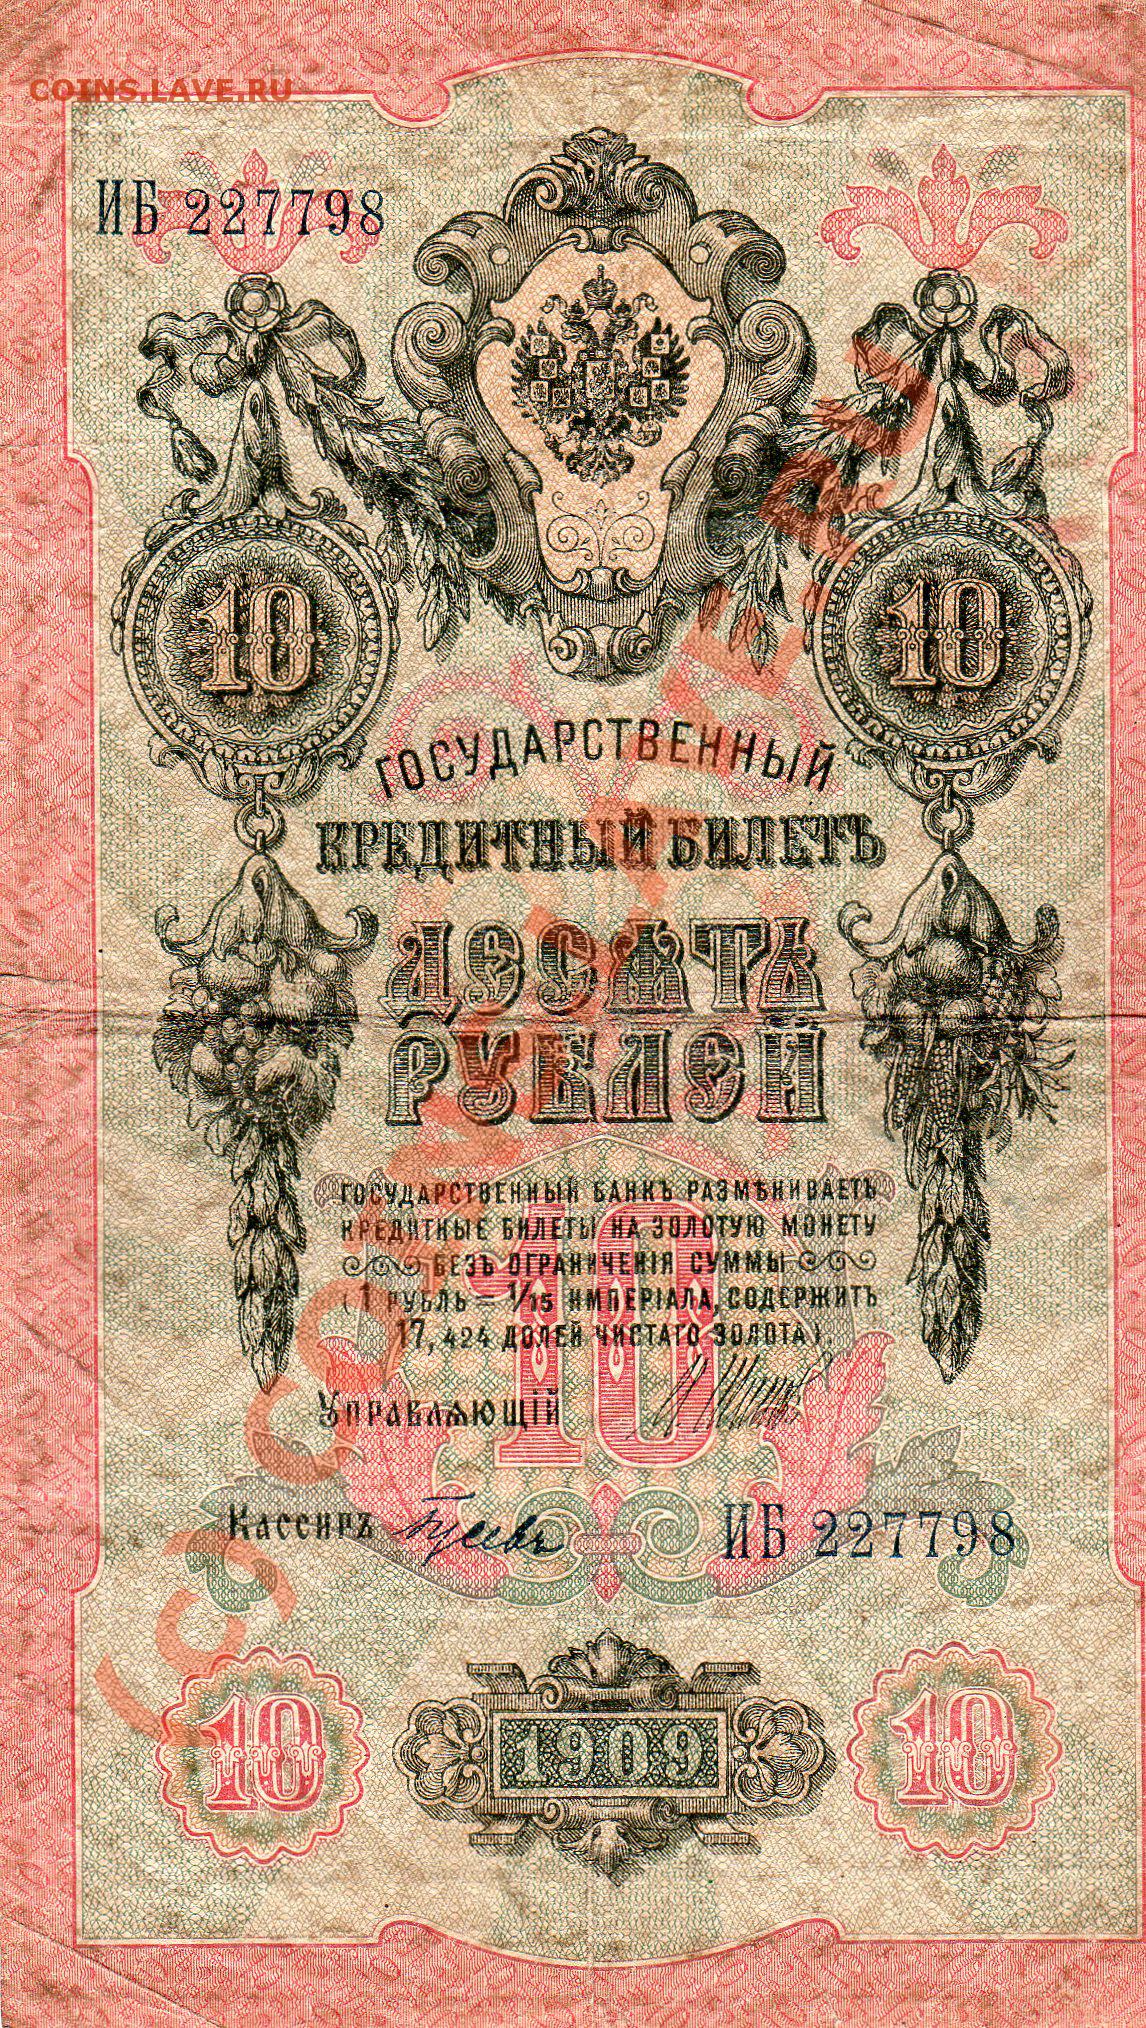 COINS.LAVE.RU
ИБ 227798
10 10
ГОСУДАРСТВЕННЫЙ
КРЕДИТНЫЙ БИЛЕТЪ
ДЕСЯТЬ
РУБЛЕЙ
ГОСУДАРСТВЕННЫЙ БАНКЪ РАЗМѢНИВАЕТЪ
КРЕДИТНЫЕ БИЛЕТЫ НА ЗОЛОТУЮ МОНЕТУ
БЕЗЪ ОГРАНИЧЕНІЯ СУММЫ
(1 РУБЛЬ = 1/15 ИМПЕРІАЛА, СОДЕРЖИТЪ
17,424 ДОЛЕЙ ЧИСТАГО ЗОЛОТА).
10
УПРАВЛЯЮЩІЙ
КАССИРЪ
ИБ 227798
10 1909 10